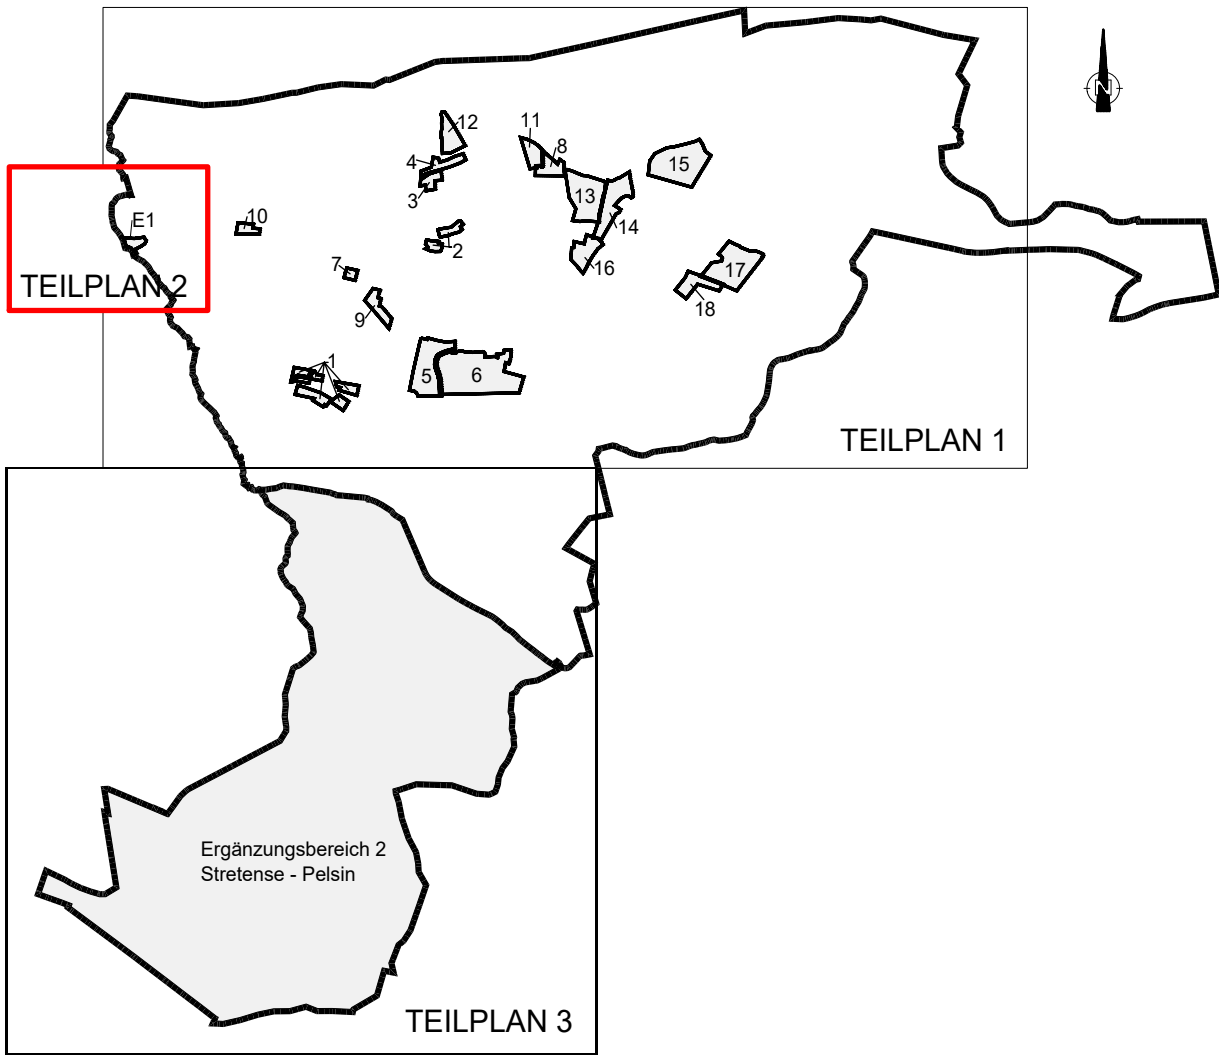 N
12
11
8
4
15
3
13
E1
10
14
2
16
7
17
TEILPLAN 2
18
9
1
5
6
TEILPLAN 1
Ergänzungsbereich 2
Stretense - Pelsin
TEILPLAN 3